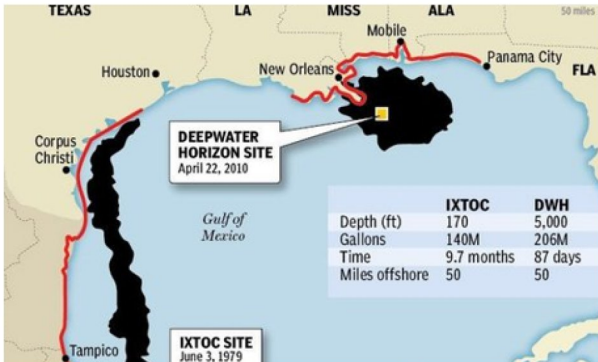 TEXAS
LA
MISS
ALA
50 miles
Mobile
Panama City
Houston
New Orleans
FLA
DEEPWATER
HORIZON SITE
April 22, 2010
Corpus
Christi
Gulf of
Mexico
IXTOC DWH
Depth (ft) 170 5,000
Gallons 140M 206M
Time 9.7 months 87 days
Miles offshore 50 50
IXTOC SITE
June 3, 1979
Tampico